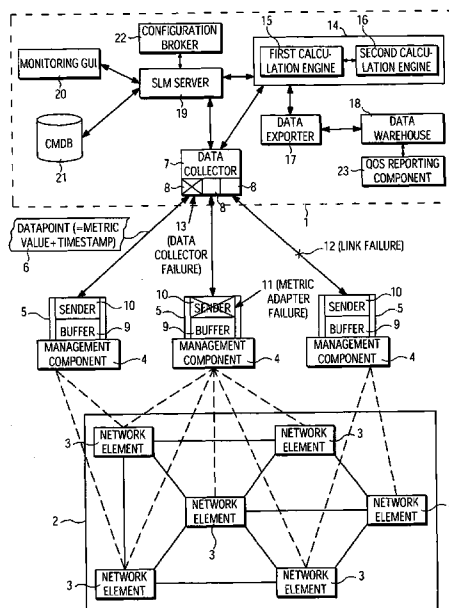 22
CONFIGURATION
BROKER
15
14
16
MONITORING GUI
FIRST CALCU-
LATION ENGINE
SECOND CALCU-
LATION ENGINE
SLM SERVER
20
19
18
CMDB
DATA
EXPORTER
DATA
WAREHOUSE
7
DATA
COLLECTOR
17
21
8
8
8
QOS REPORTING
COMPONENT
23
13
1
DATAPOINT (=METRIC
VALUE+TIMESTAMP)
(DATA
COLLECTOR
FAILURE)
12 (LINK FAILURE)
6
11 (METRIC
ADAPTER
FAILURE)
10
10
10
SENDER
SENDER
SENDER
5
5
5
BUFFER
9
9
BUFFER
BUFFER
9
MANAGEMENT
COMPONENT
4
MANAGEMENT
COMPONENT
4
MANAGEMENT
COMPONENT
4
3
NETWORK
ELEMENT
NETWORK
ELEMENT
3
2
NETWORK
ELEMENT
3
NETWORK
ELEMENT
3
NETWORK
ELEMENT
3
NETWORK
ELEMENT
3